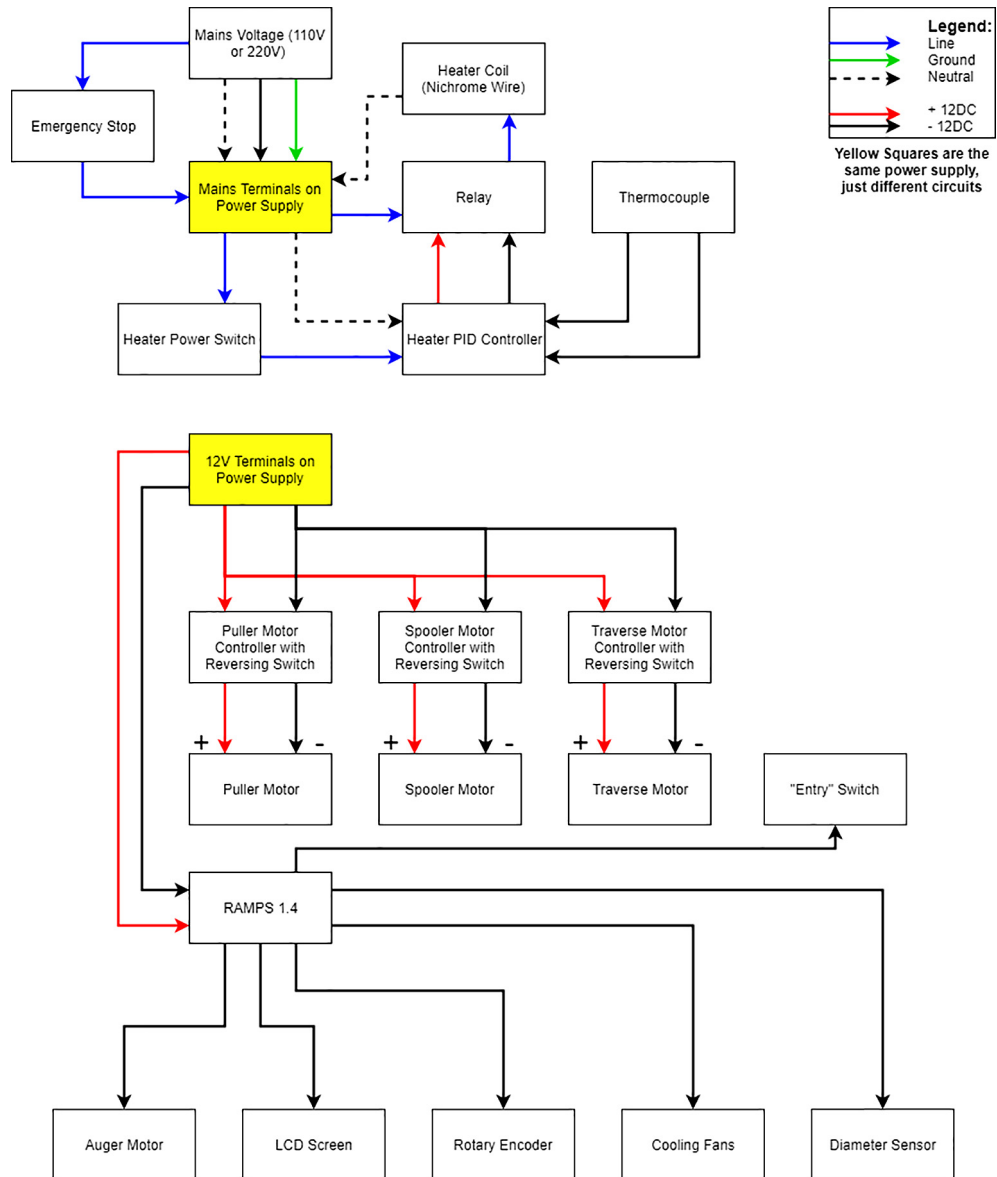 Mains Voltage (110V
or 220V)
Legend:
Line
Ground
Neutral
+ 12DC
- 12DC
Yellow Squares are the
same power supply,
just different circuits
Heater Coil
(Nichrome Wire)
Emergency Stop
Mains Terminals on
Power Supply
Relay
Thermocouple
Heater Power Switch
Heater PID Controller
12V Terminals on
Power Supply
Puller Motor
Controller with
Reversing Switch
Spooler Motor
Controller with
Reversing Switch
Traverse Motor
Controller with
Reversing Switch
+
-
+
-
+
-
Puller Motor
Spooler Motor
Traverse Motor
"Entry" Switch
RAMPS 1.4
Auger Motor
LCD Screen
Rotary Encoder
Cooling Fans
Diameter Sensor